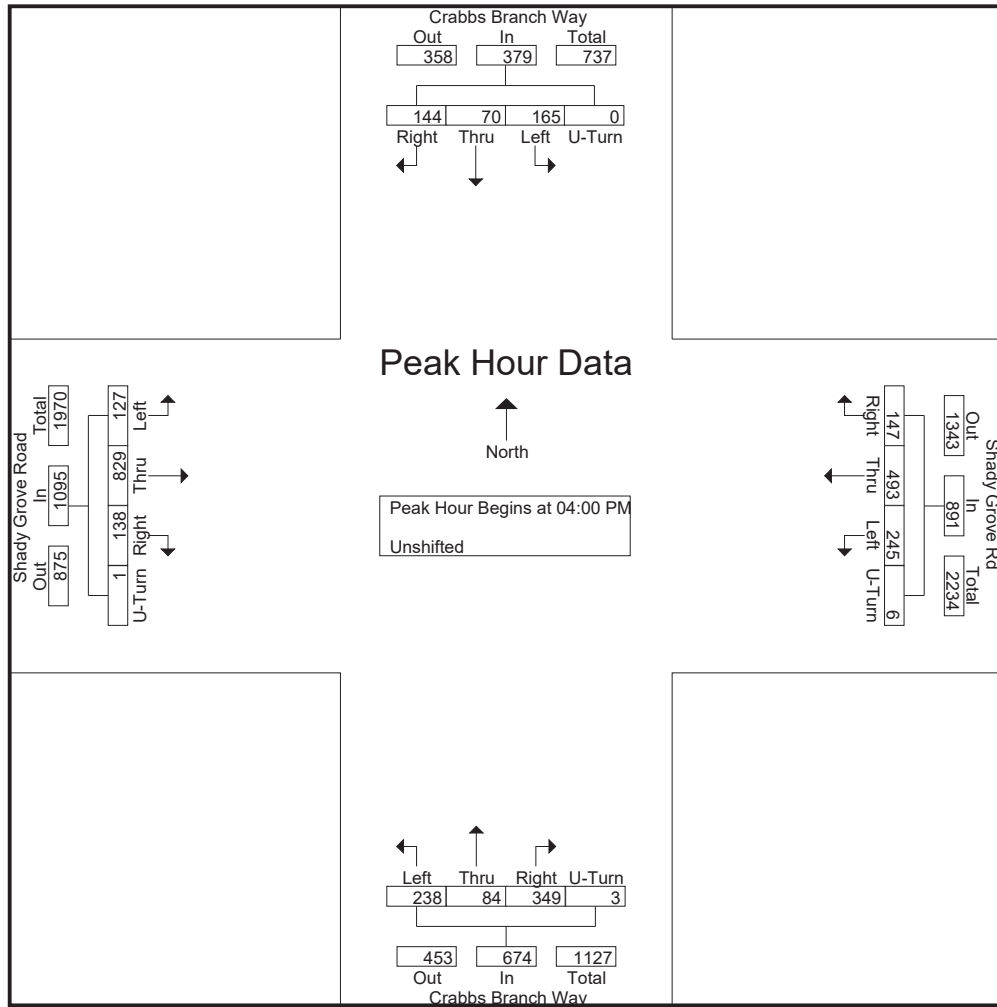 Crabbs Branch Way
Out In Total
358 379 737
144 70 165 0
Right Thru Left U-Turn
Peak Hour Data
North
Peak Hour Begins at 04:00 PM
Unshifted
Shady Grove Road
Total In Out
1970 1095 875
127 829 138 1
Left Thru Right U-Turn
Shady Grove Rd
Out In Total
1343 891 2234
147 493 245 6
Right Thru Left U-Turn
Left Thru Right U-Turn
238 84 349 3
453 674 1127
Out In Total
Crabbs Branch Way